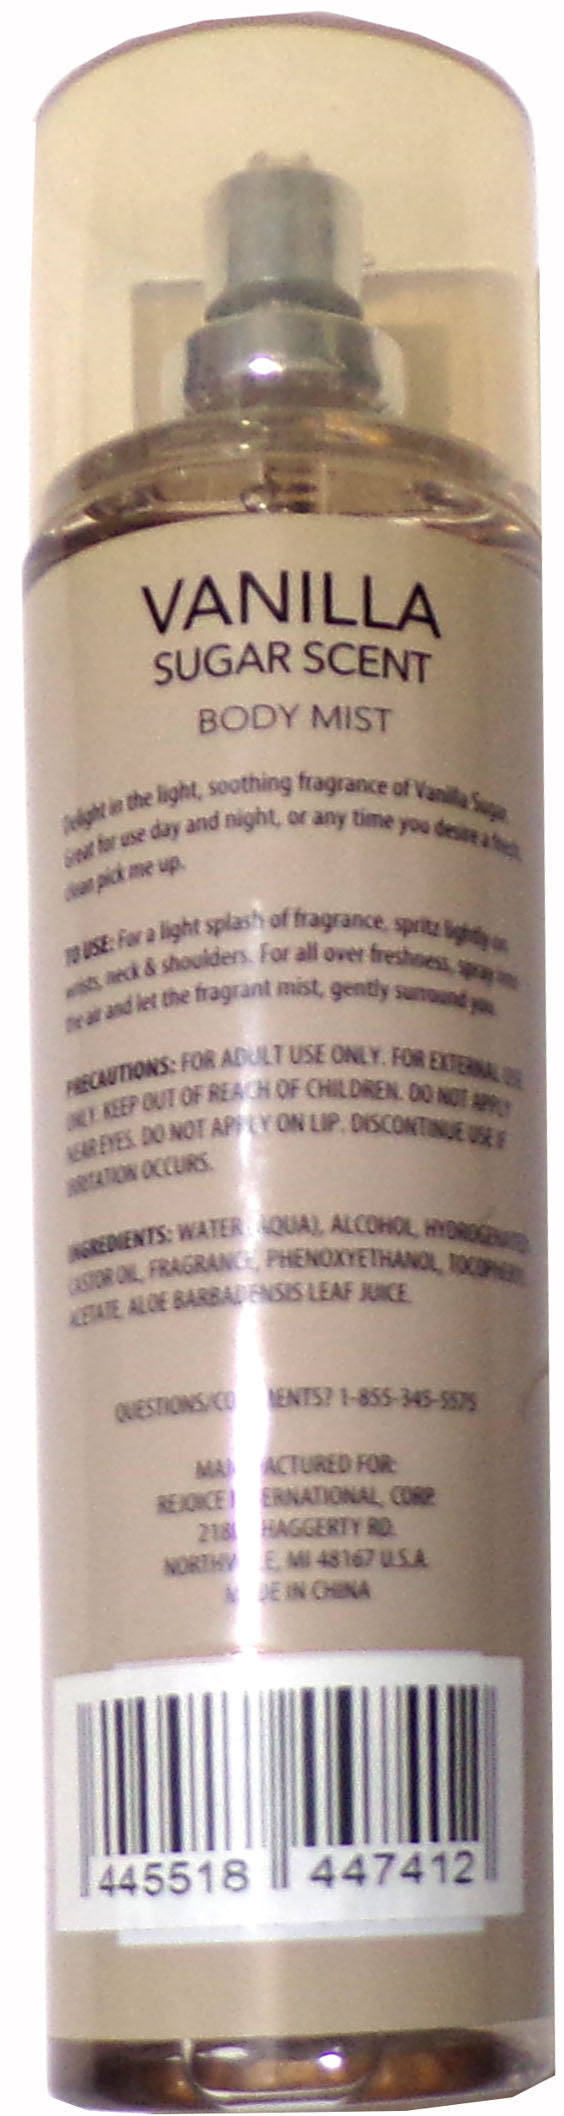 VANILLA
SUGAR SCENT
BODY MIST
Delight in the light, soothing fragrance of Vanilla Sugar.
Great for use day and night, or any time you desire a fresh,
clean pick me up.
TO USE: For a light splash of fragrance, spritz lightly on
wrists, neck & shoulders. For all over freshness, spray into
the air and let the fragrant mist, gently surround you.
PRECAUTIONS: FOR ADULT USE ONLY. FOR EXTERNAL USE
ONLY. KEEP OUT OF REACH OF CHILDREN. DO NOT APPLY
NEAR EYES. DO NOT APPLY ON LIP. DISCONTINUE USE IF
IRRITATION OCCURS.
INGREDIENTS: WATER (AQUA), ALCOHOL, HYDROGENATED
CASTOR OIL, FRAGRANCE, PHENOXYETHANOL, TOCOPHERYL
ACETATE, ALOE BARBADENSIS LEAF JUICE.
QUESTIONS/COMMENTS? 1-855-345-5575
MANUFACTURED FOR:
REJOICE INTERNATIONAL, CORP.
HAGGERTY RD.
NORTHVILLE, MI 48167 U.S.A.
MADE IN CHINA
445518 447412